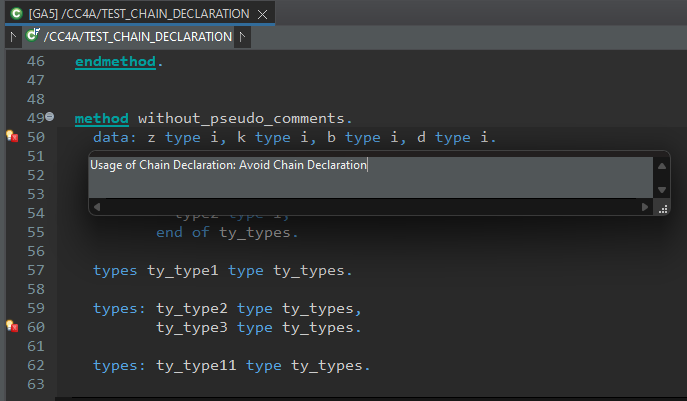 [GA5] /CC4A/TEST_CHAIN_DECLARATION
/CC4A/TEST_CHAIN_DECLARATION
46 endmethod.
47
48
49 method without_pseudo_comments.
50 data: z type i, k type i, b type i, d type i.
51
Usage of Chain Declaration: Avoid Chain Declaration
52
53
54 type2 type i,
55 end of ty_types.
56
57 types ty_type1 type ty_types.
58
59 types: ty_type2 type ty_types,
60 ty_type3 type ty_types.
61
62 types: ty_type11 type ty_types.
63